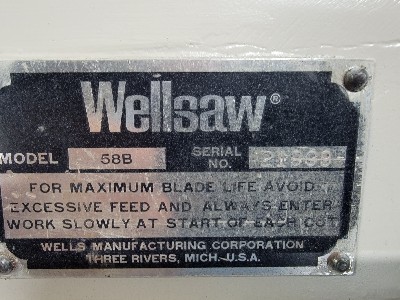 Wellsaw®
MODEL 58B SERIAL NO.
FOR MAXIMUM BLADE LIFE AVOID
EXCESSIVE FEED AND ALWAYS ENTER
WORK SLOWLY AT START OF EACH CUT
WELLS MANUFACTURING CORPORATION
THREE RIVERS, MICH.-U.S.A.